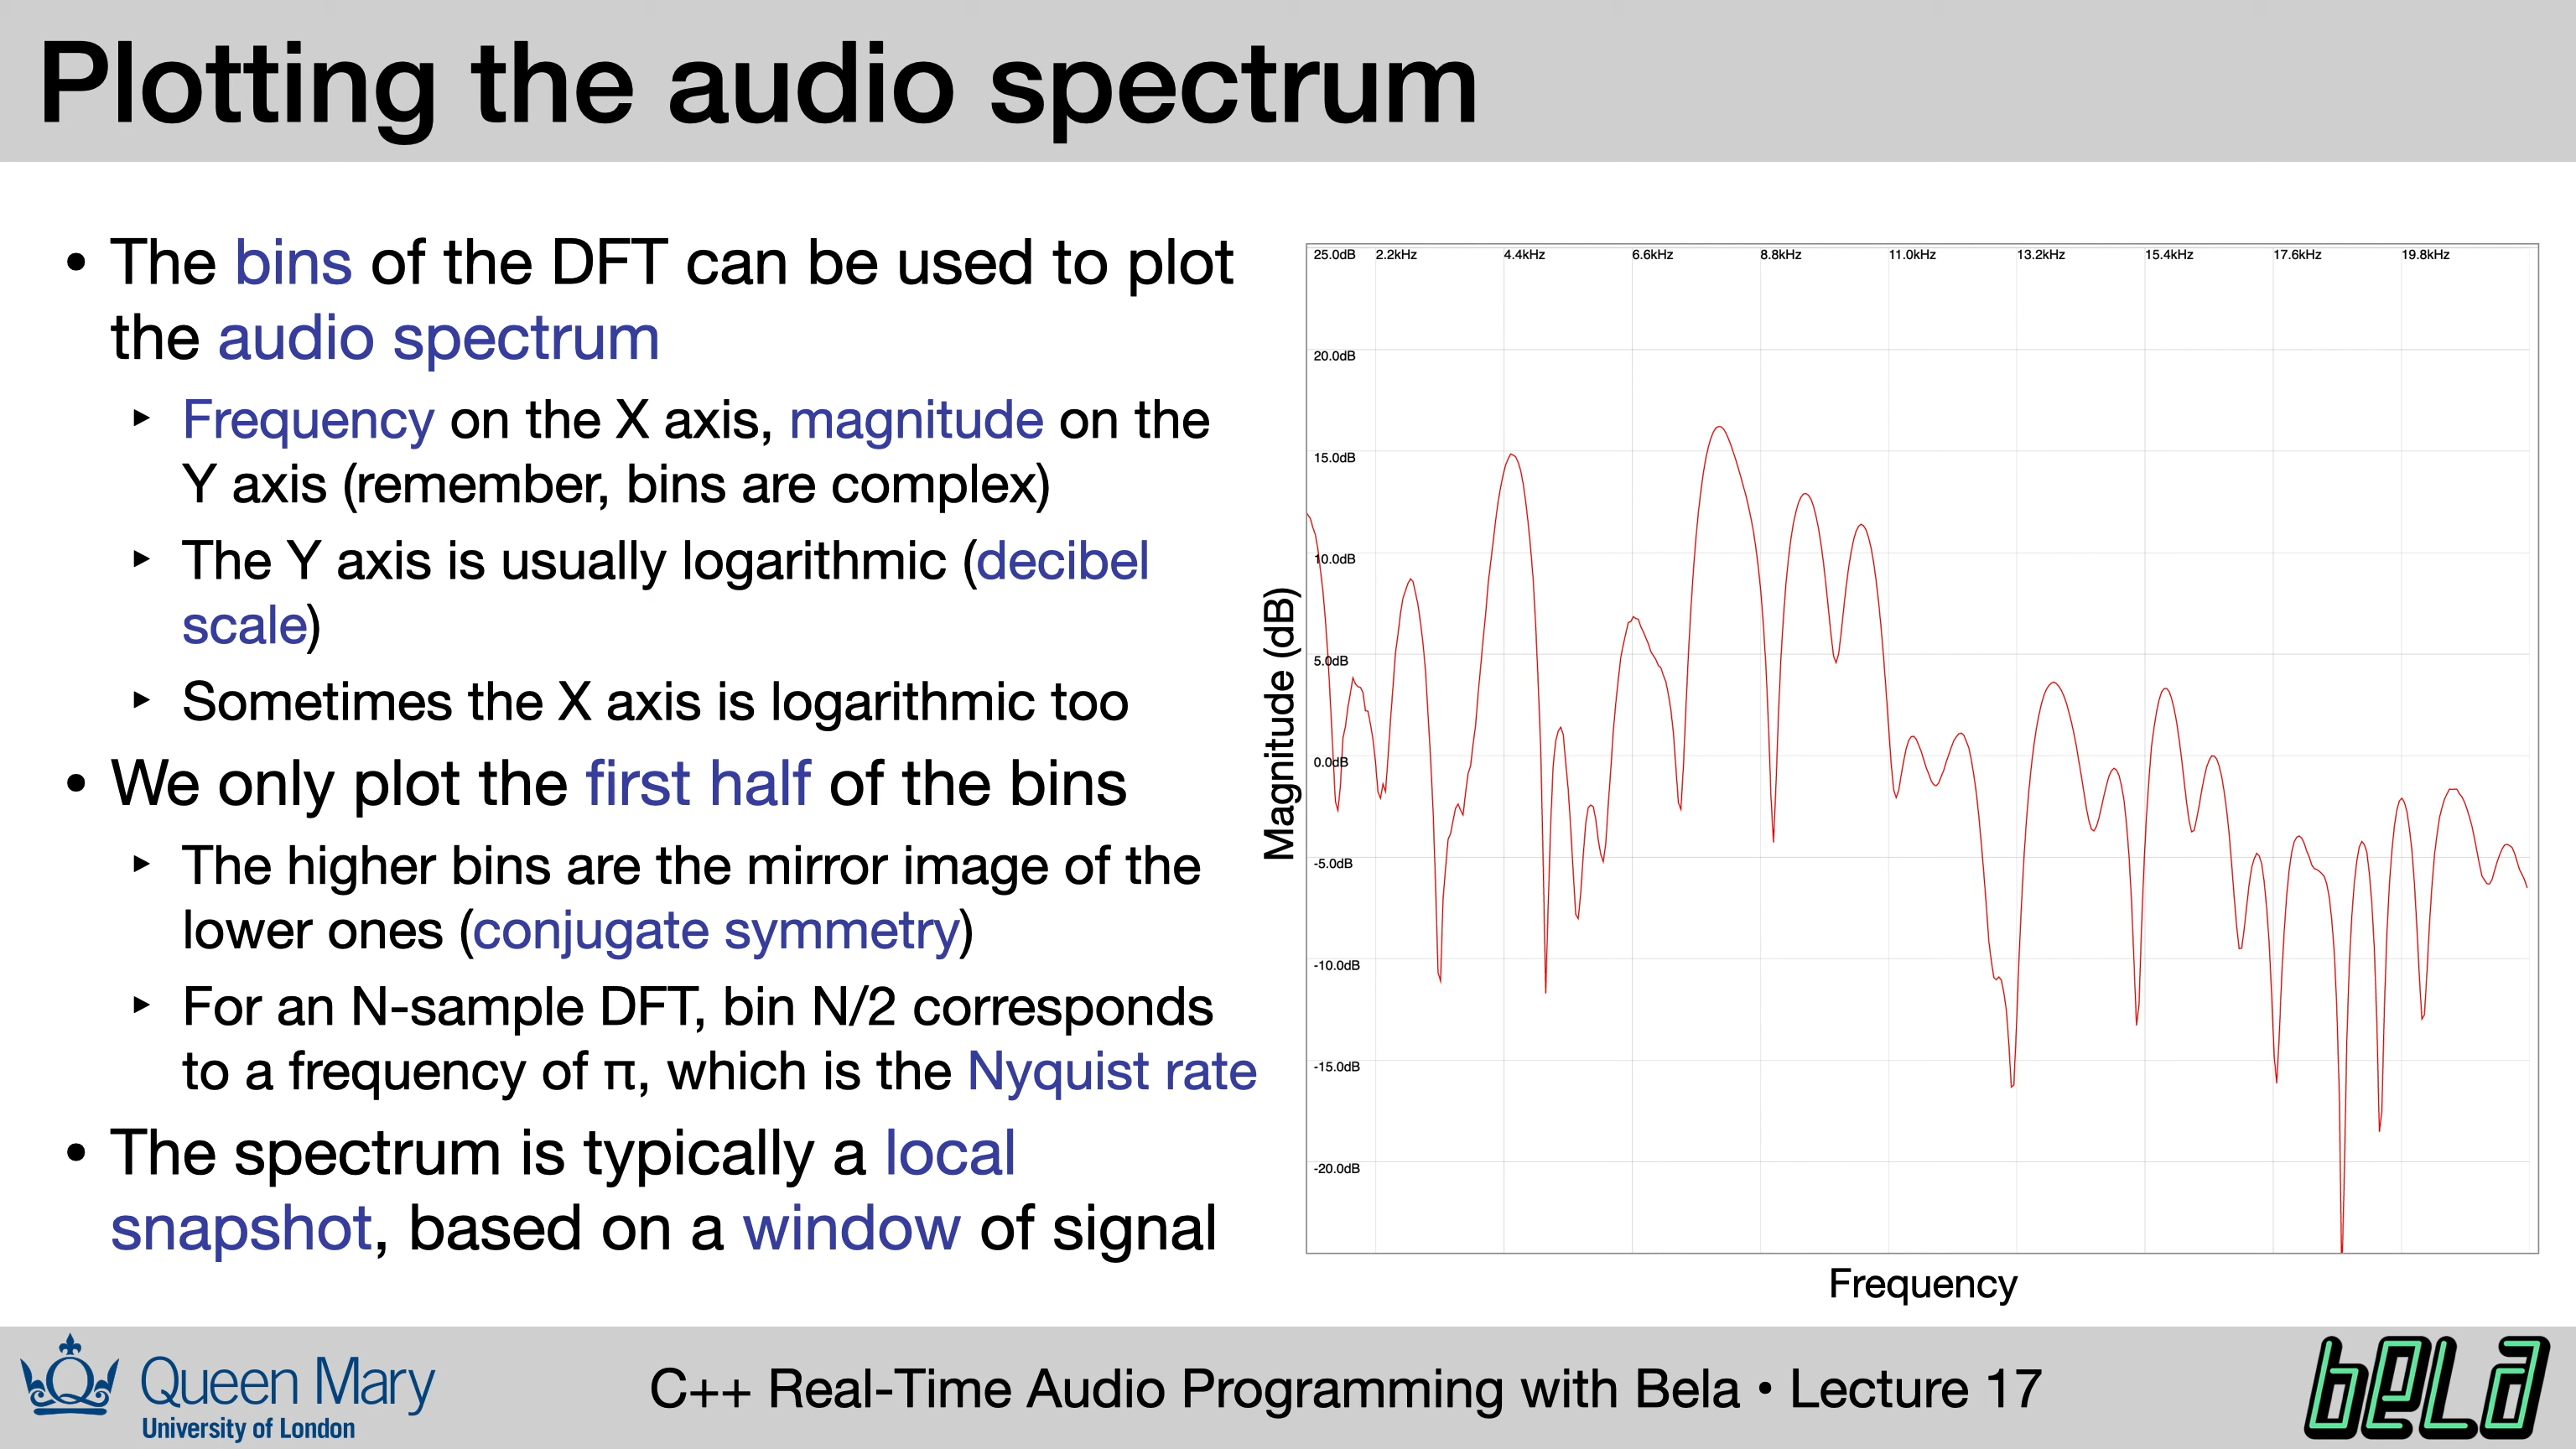 Plotting the audio spectrum
• The bins of the DFT can be used to plot
the audio spectrum
‣ Frequency on the X axis, magnitude on the
Y axis (remember, bins are complex)
‣ The Y axis is usually logarithmic (decibel
scale)
‣ Sometimes the X axis is logarithmic too
• We only plot the first half of the bins
‣ The higher bins are the mirror image of the
lower ones (conjugate symmetry)
‣ For an N-sample DFT, bin N/2 corresponds
to a frequency of π, which is the Nyquist rate
• The spectrum is typically a local
snapshot, based on a window of signal
25.0dB 2.2kHz 4.4kHz 6.6kHz 8.8kHz 11.0kHz 13.2kHz 15.4kHz 17.6kHz 19.8kHz
20.0dB
15.0dB
10.0dB
5.0dB
0.0dB
-5.0dB
-10.0dB
-15.0dB
-20.0dB
Magnitude (dB)
Frequency
Queen Mary
University of London
C++ Real-Time Audio Programming with Bela • Lecture 17
bela